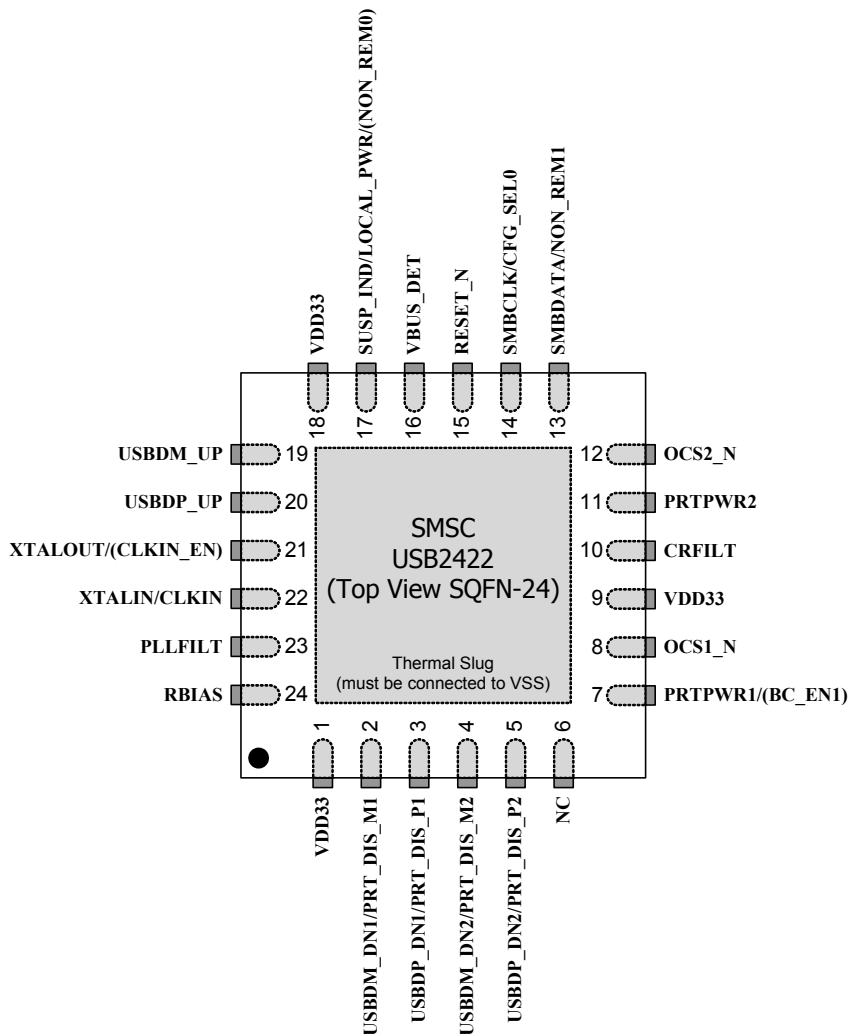 SUSP_IND/LOCAL_PWR/(NON_REM0)
VDD33
VBUS_DET
RESET_N
SMBCLK/CFG_SEL0
SMBDATA/NON_REM1
18
17
16
15
14
13
USBDM_UP 19
USBDP_UP 20
XTALOUT/(CLKIN_EN) 21
XTALIN/CLKIN 22
PLLFILT 23
RBIAS 24
SMSC
USB2422
(Top View SQFN-24)
Thermal Slug
(must be connected to VSS)
12 OCS2_N
11 PRTPWR2
10 CRFILT
9 VDD33
8 OCS1_N
7 PRTPWR1/(BC_EN1)
1
2
3
4
5
6
VDD33
USBDM_DN1/PRT_DIS_M1
USBDP_DN1/PRT_DIS_P1
USBDM_DN2/PRT_DIS_M2
USBDP_DN2/PRT_DIS_P2
NC